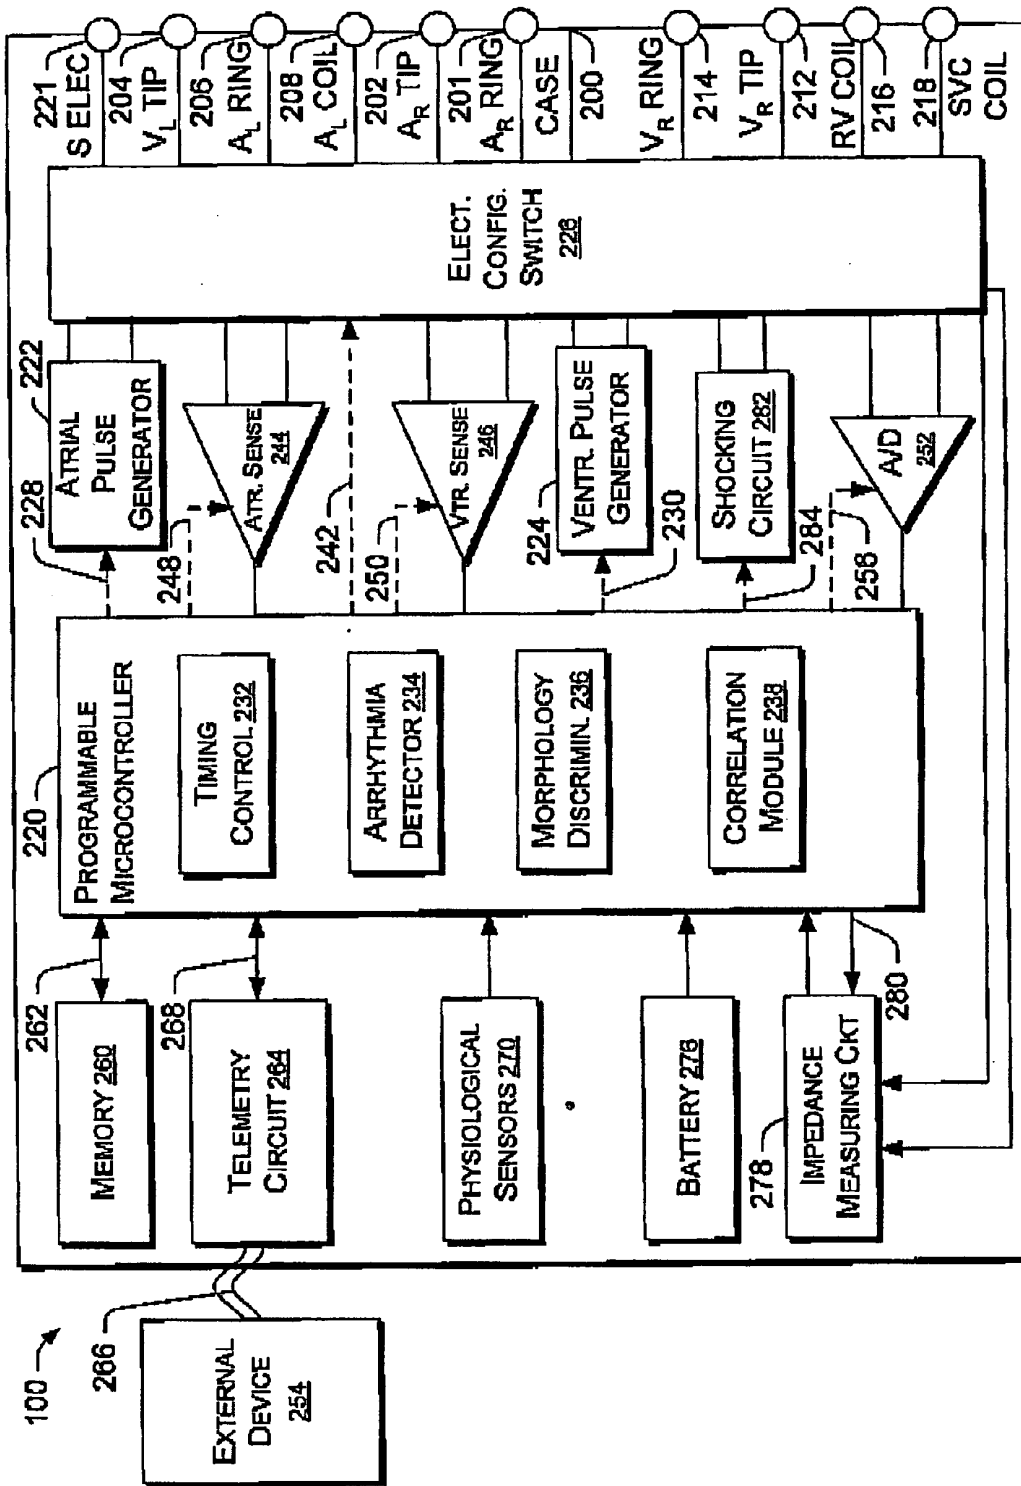 100
EXTERNAL
DEVICE
254
266
262
MEMORY 260
268
TELEMETRY
CIRCUIT 264
PHYSIOLOGICAL
SENSORS 270
BATTERY 276
278
IMPEDANCE
MEASURING CKT
280
220
PROGRAMMABLE
MICROCONTROLLER
TIMING
CONTROL 232
ARRHYTHMIA
DETECTOR 234
MORPHOLOGY
DISCRIMIN. 236
CORRELATION
MODULE 238
222
228
ATRIAL
PULSE
GENERATOR
248
ATR. SENSE
244
242
250
VTR. SENSE
246
224
VENTR. PULSE
GENERATOR
230
SHOCKING
CIRCUIT 282
284
256
A/D
252
ELECT.
CONFIG.
SWITCH
226
221
S ELEC
204
VL TIP
206
AL RING
208
AL COIL
202
AR TIP
201
AR RING
CASE
200
VR RING
214
VR TIP
212
RV COIL
216
218
SVC
COIL